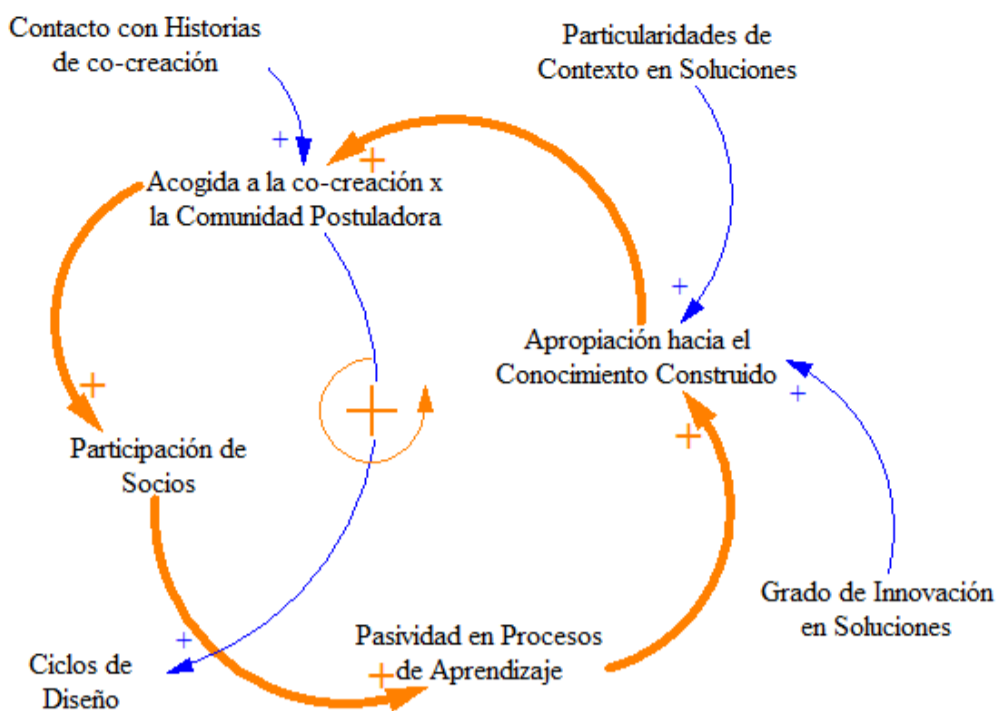 Contacto con Historias
de co-creación
Particularidades de
Contexto en Soluciones
+
+
Acogida a la co-creación x
la Comunidad Postuladora
+
Apropiación hacia el
Conocimiento Construido
+
+
+
+
Participación de
Socios
Grado de Innovación
en Soluciones
+
Pasividad en Procesos
+
de Aprendizaje
Ciclos de
Diseño